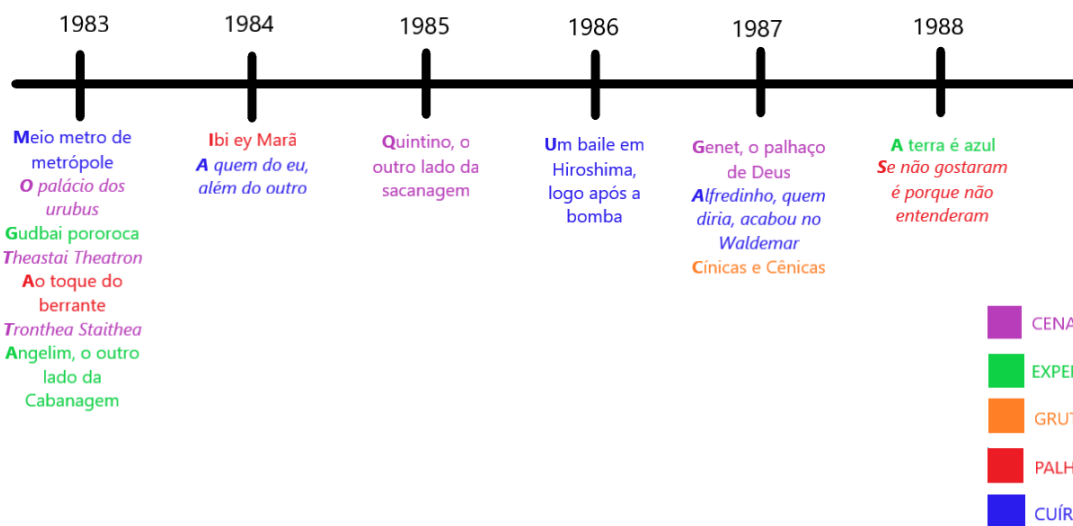 1983
1984
1985
1986
1987
1988
Meio metro de
metrópole
O palácio dos
urubus
Gudbai pororoca
Theastai Theatron
Ao toque do
berrante
Tronthea Staithea
Angelim, o outro
lado da
Cabanagem
Ibi ey Marã
A quem do eu,
além do outro
Quintino, o
outro lado da
sacanagem
Um baile em
Hiroshima,
logo após a
bomba
Genet, o palhaço
de Deus
Alfredinho, quem
diria, acabou no
Waldemar
Cínicas e Cênicas
A terra é azul
Se não gostaram
é porque não
entenderam
CENA
EXPE
GRUT
PALH
CUÍR